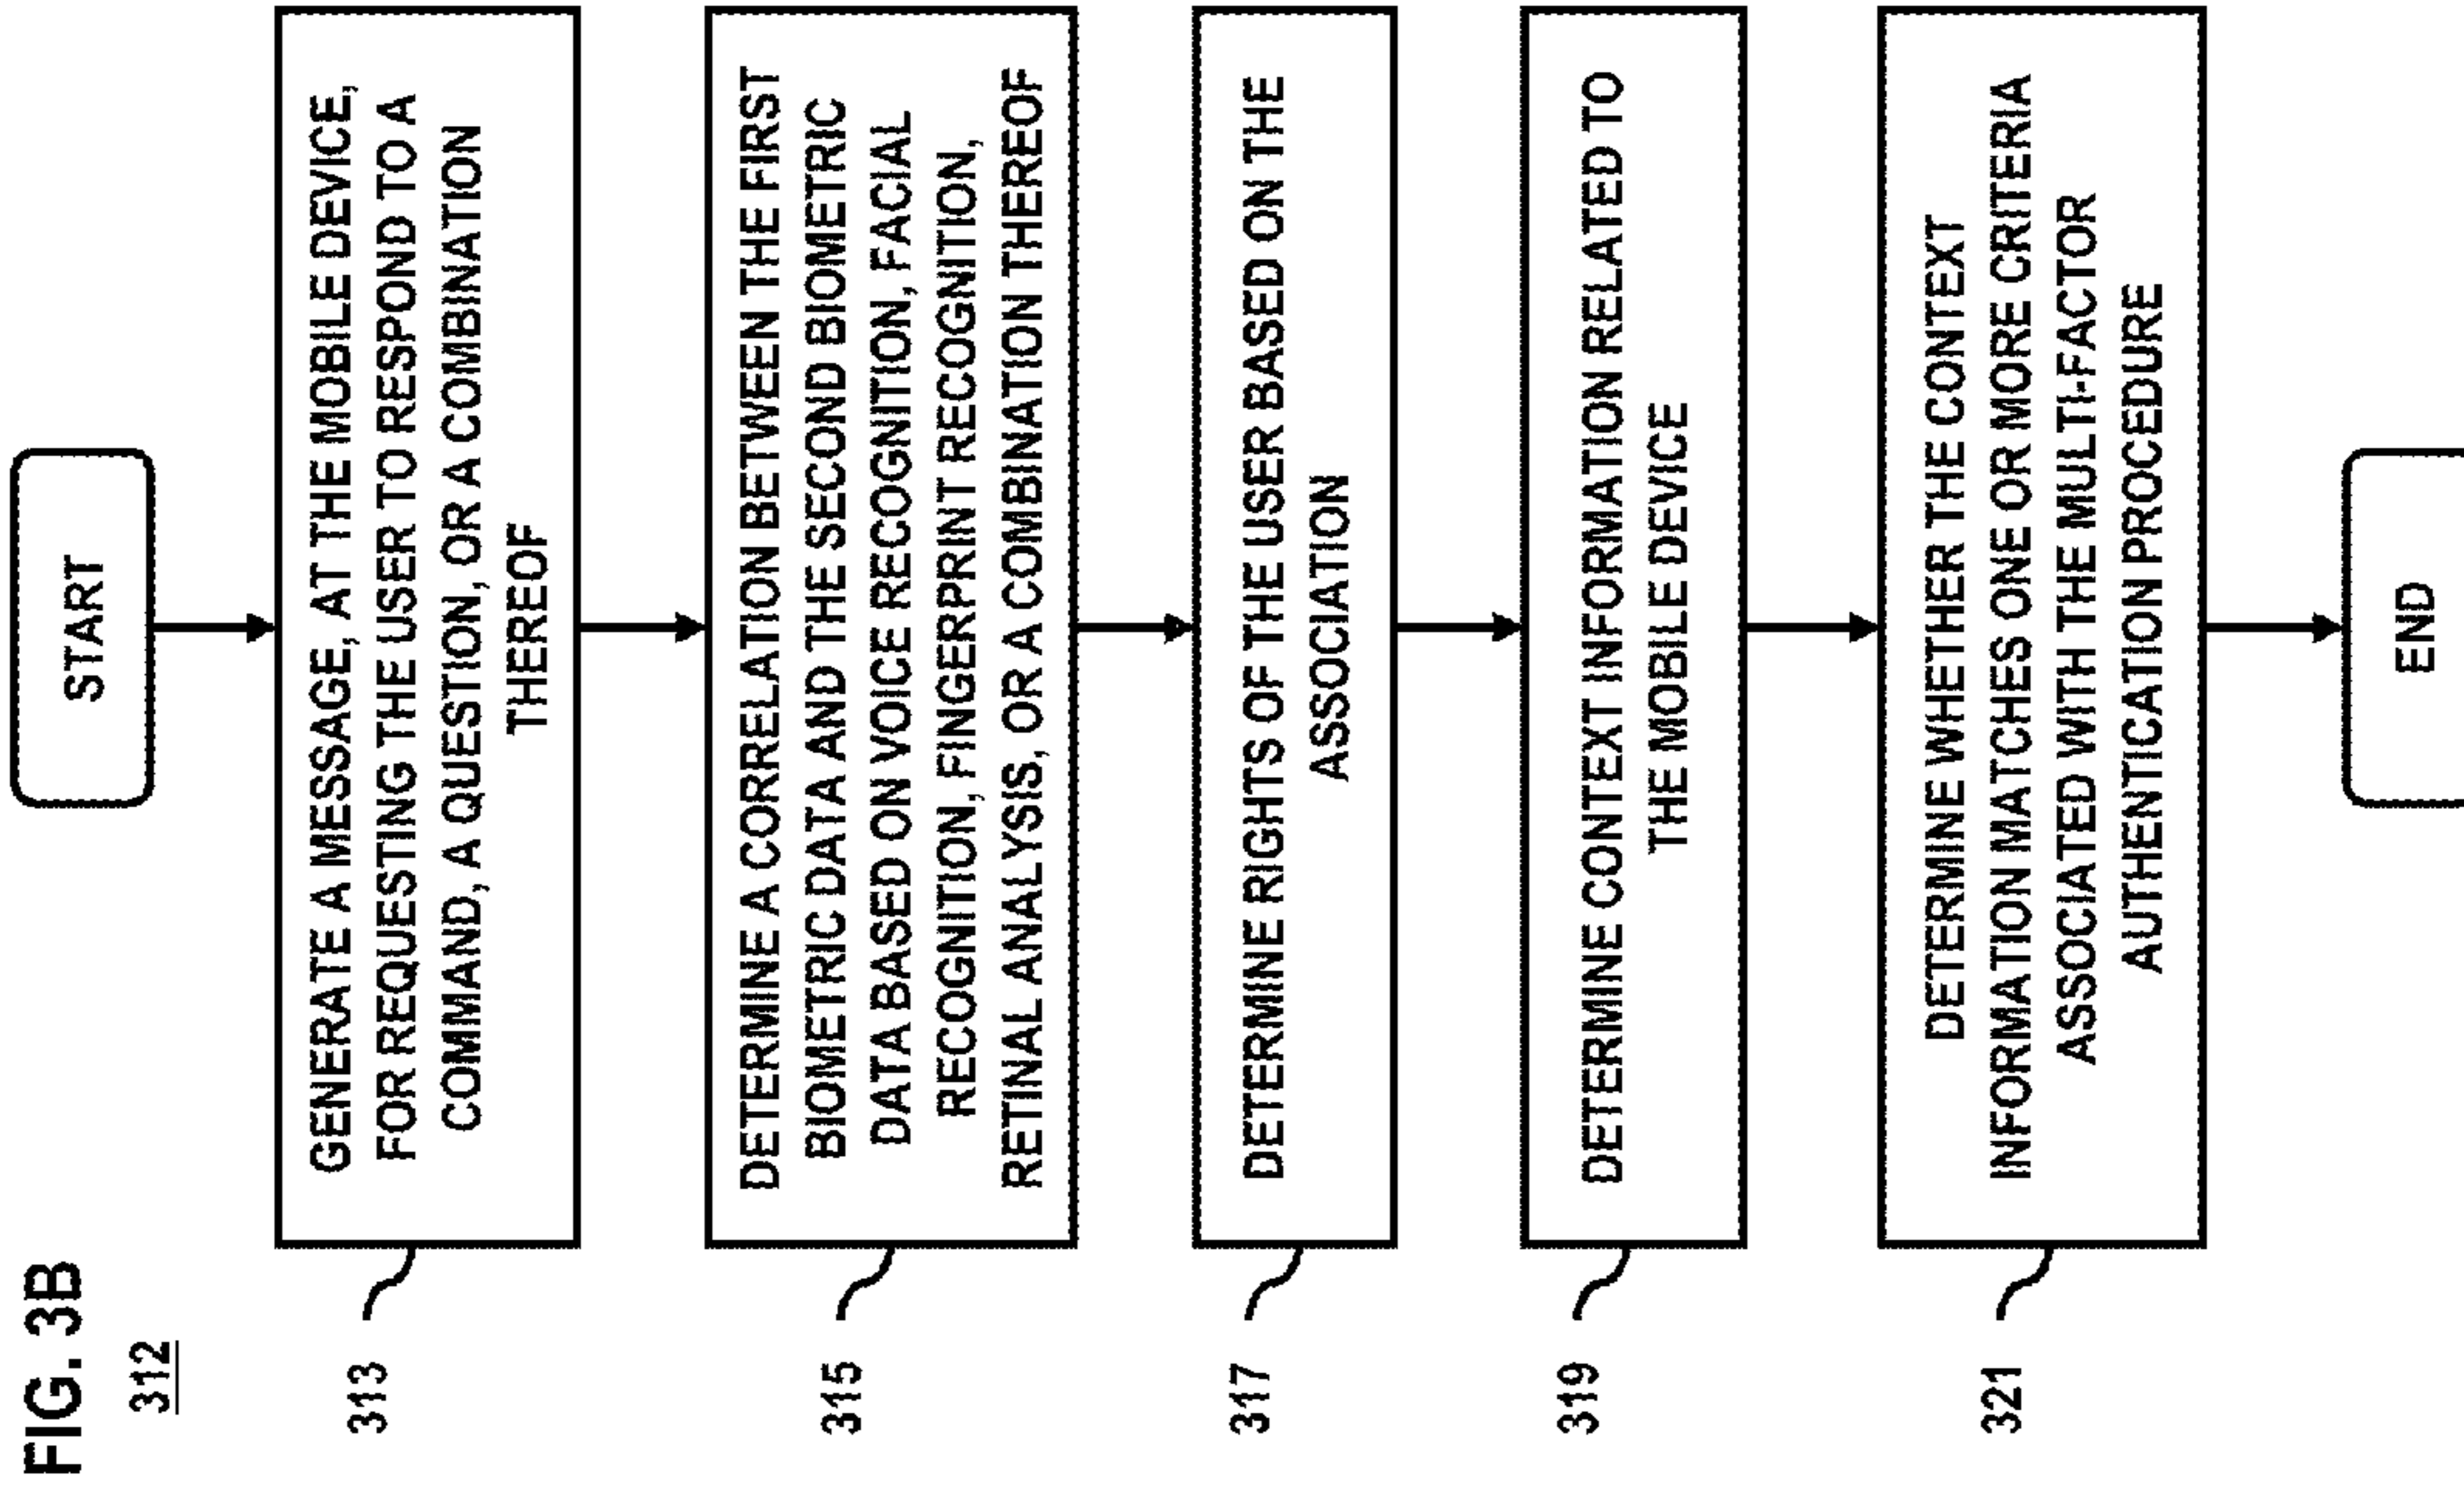 FIG. 3B
312
START
313
GENERATE A MESSAGE, AT THE MOBILE DEVICE,
FOR REQUESTING THE USER TO RESPOND TO A
COMMAND, A QUESTION, OR A COMBINATION
THEREOF
315
DETERMINE A CORRELATION BETWEEN THE FIRST
BIOMETRIC DATA AND THE SECOND BIOMETRIC
DATA BASED ON VOICE RECOGNITION, FACIAL
RECOGNITION, FINGERPRINT RECOGNITION,
RETINAL ANALYSIS, OR A COMBINATION THEREOF
317
DETERMINE RIGHTS OF THE USER BASED ON THE
ASSOCIATION
319
DETERMINE CONTEXT INFORMATION RELATED TO
THE MOBILE DEVICE
321
DETERMINE WHETHER THE CONTEXT
INFORMATION MATCHES ONE OR MORE CRITERIA
ASSOCIATED WITH THE MULTI-FACTOR
AUTHENTICATION PROCEDURE
END